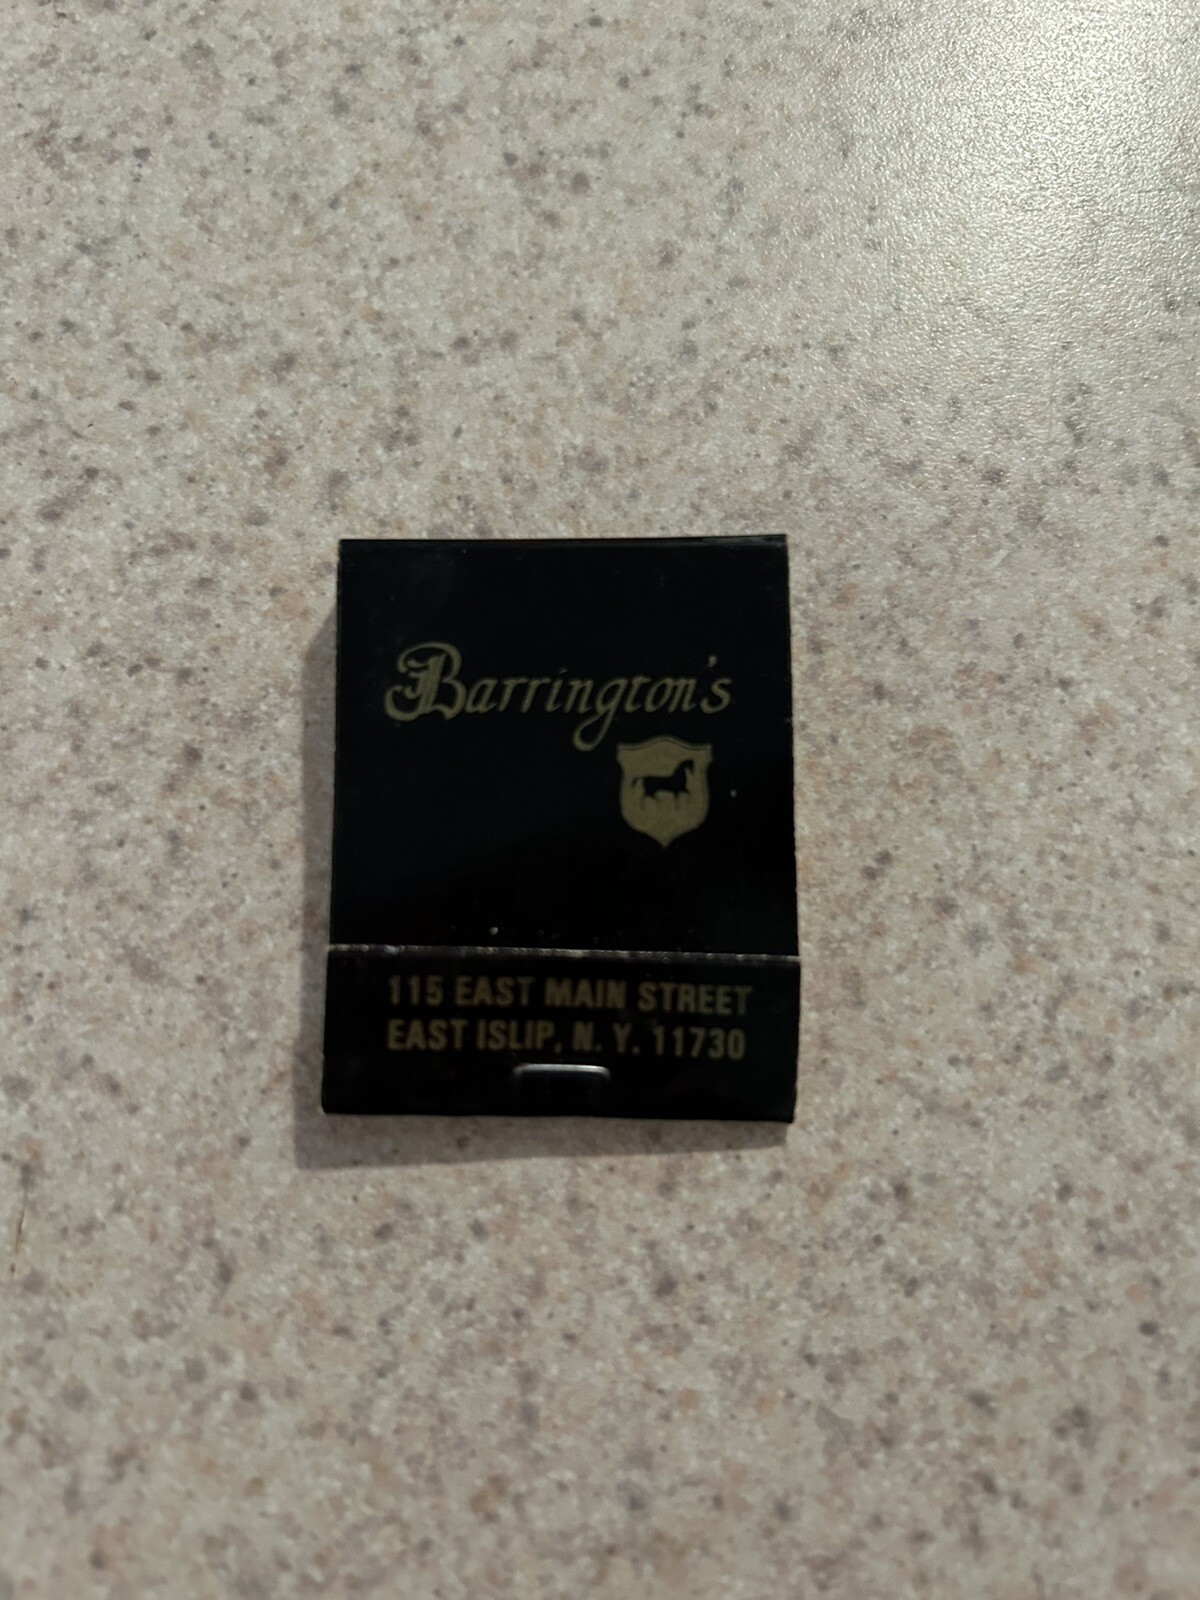 Barrington's
115 EAST MAIN STREET
EAST ISLIP, N. Y. 11730